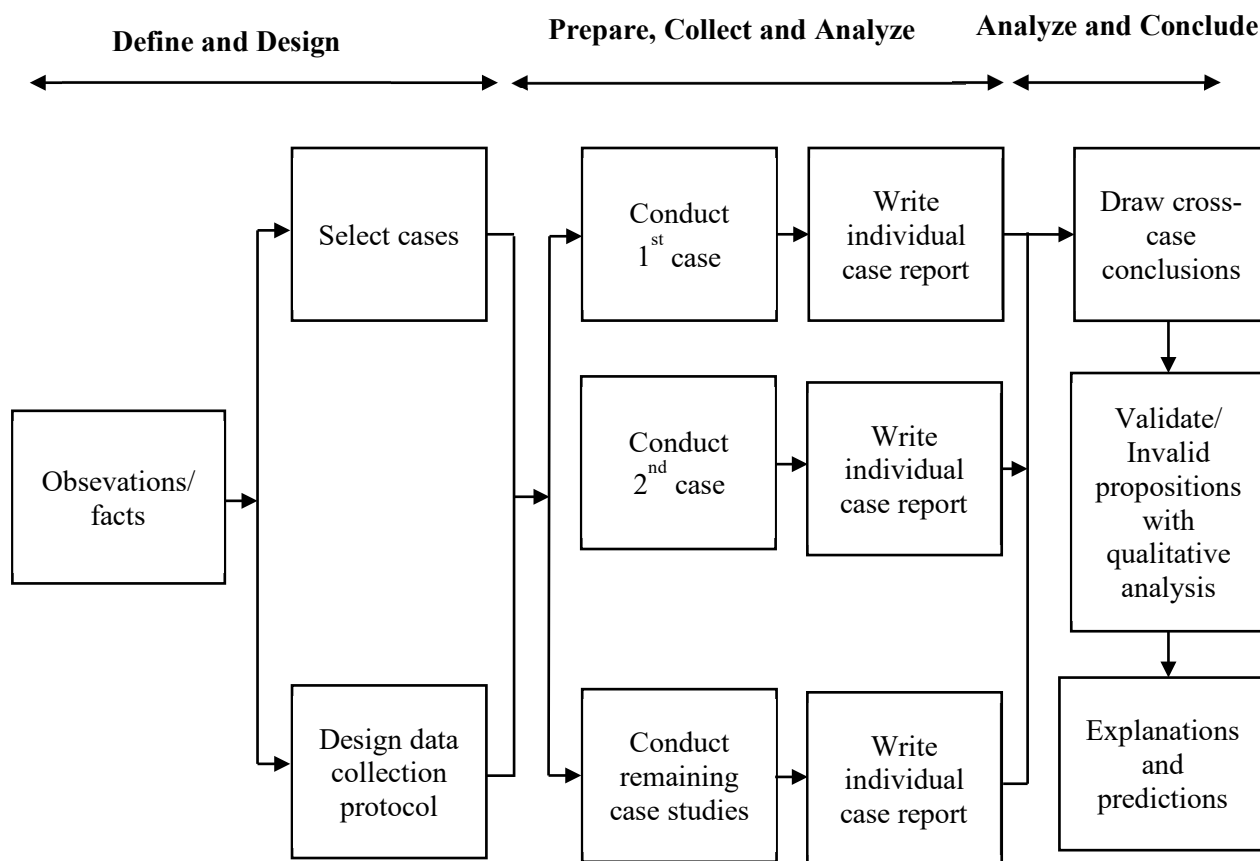 Define and Design
Prepare, Collect and Analyze
Analyze and Conclude
Select cases
Conduct
1st case
Write
individual
case report
Draw cross-
case
conclusions
Obsevations/
facts
Conduct
2nd case
Write
individual
case report
Validate/
Invalid
propositions
with
qualitative
analysis
Design data
collection
protocol
Conduct
remaining
case studies
Write
individual
case report
Explanations
and
predictions